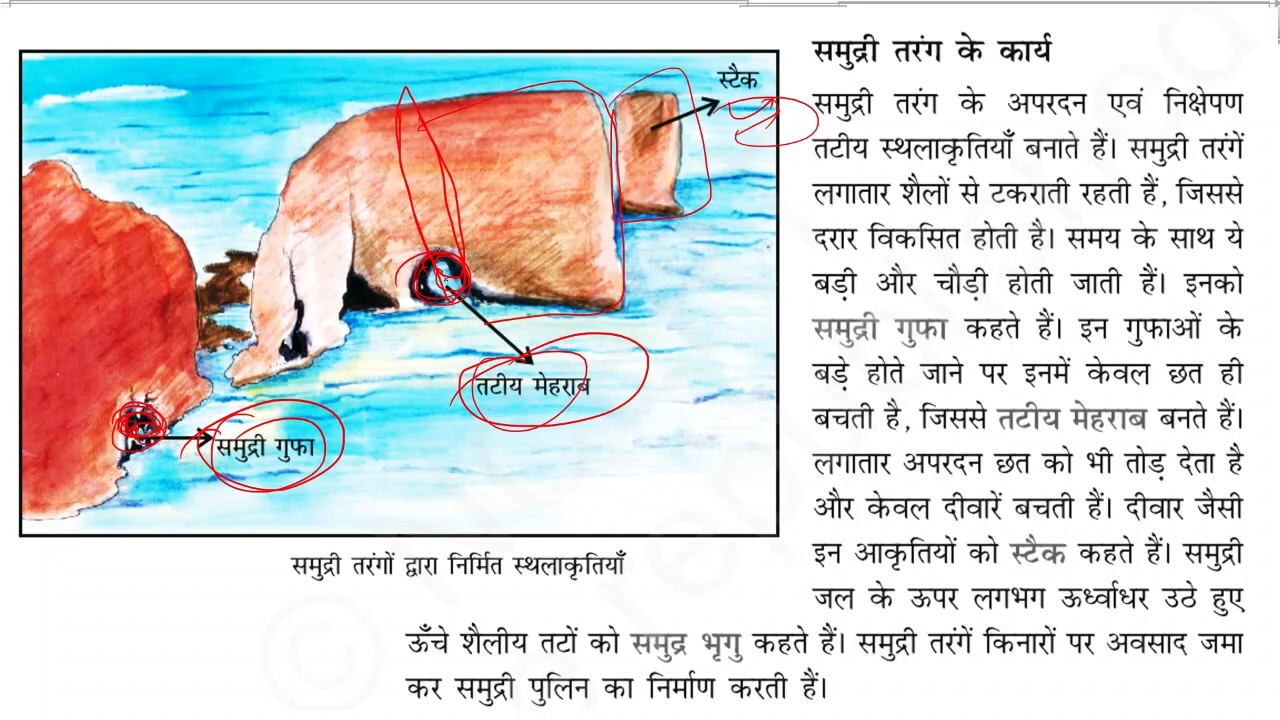 समुद्री तरंग के कार्य
स्टैक
समुद्री तरंग के अपरदन एवं निक्षेपण
तटीय स्थलाकृतियाँ बनाते हैं। समुद्री तरंगें
लगातार शैलों से टकराती रहती हैं, जिससे
दरार विकसित होती है। समय के साथ ये
बड़ी और चौड़ी होती जाती हैं। इनको
समुद्री गुफा कहते हैं। इन गुफाओं के
बड़े होते जाने पर इनमें केवल छत ही
बचती है, जिससे तटीय मेहराब बनते हैं।
लगातार अपरदन छत को भी तोड़ देता है
और केवल दीवारें बचती हैं। दीवार जैसी
इन आकृतियों को स्टैक कहते हैं। समुद्री
जल के ऊपर लगभग ऊर्ध्वाधर उठे हुए
ऊँचे शैलीय तटों को समुद्र भृगु कहते हैं। समुद्री तरंगें किनारों पर अवसाद जमा
कर समुद्री पुलिन का निर्माण करती हैं।
तटीय मेहराब
समुद्री गुफा
समुद्री तरंगों द्वारा निर्मित स्थलाकृतियाँ